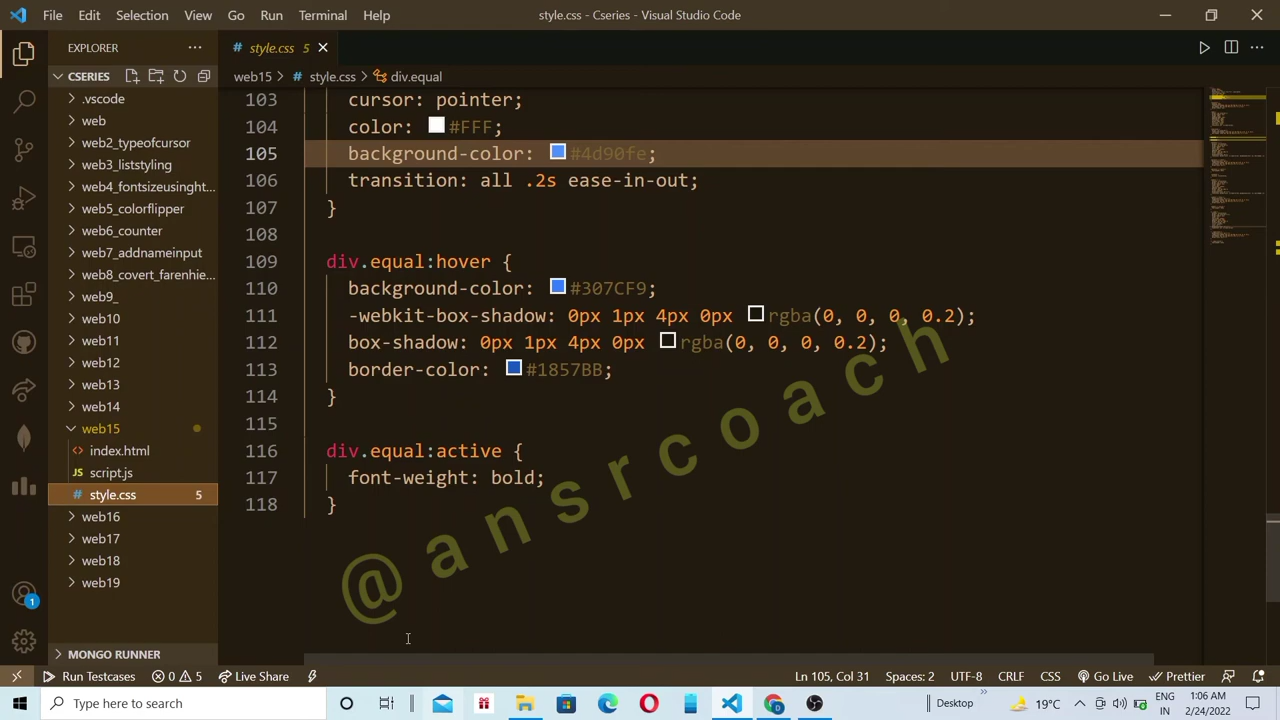 File Edit Selection View Go Run Terminal Help
style.css - Cseries - Visual Studio Code
EXPLORER
# style.css 5
CSERIES
web15 > # style.css > div.equal
.vscode
web
web2_typeofcursor
web3_liststyling
web4_fontsizeusinght...
web5_colorflipper
web6_counter
web7_addnameinput
web8_covert_farenhie...
web9_
web10
web11
web12
web13
web14
web15
<> index.html
JS script.js
# style.css 5
web16
web17
web18
web19
MONGO RUNNER
103 cursor: pointer;
104 color: #FFF;
105 background-color: #4d90fe;
106 transition: all .2s ease-in-out;
107 }
108
109 div.equal:hover {
110 background-color: #307CF9;
111 -webkit-box-shadow: 0px 1px 4px 0px rgba(0, 0, 0, 0.2);
112 box-shadow: 0px 1px 4px 0px rgba(0, 0, 0, 0.2);
113 border-color: #1857BB;
114 }
115
116 div.equal:active {
117 font-weight: bold;
118 }
@ansrcoach
1
Run Testcases 0 5 Live Share
Ln 105, Col 31 Spaces: 2 UTF-8 CRLF CSS Go Live Prettier
Type here to search
Desktop
19°C
ENG
IN
1:06 AM
2/24/2022